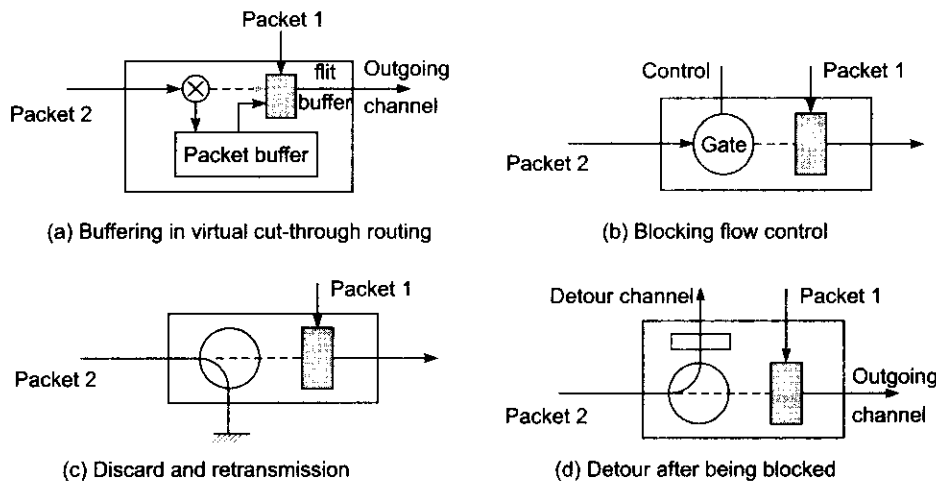 Packet 1
flit
Outgoing
buffer
channel
Packet 2
Packet buffer
(a) Buffering in virtual cut-through routing
Control
Packet 1
Gate
Packet 2
(b) Blocking flow control
Packet 1
Packet 2
(c) Discard and retransmission
Detour channel
Packet 1
Outgoing
Packet 2
channel
(d) Detour after being blocked